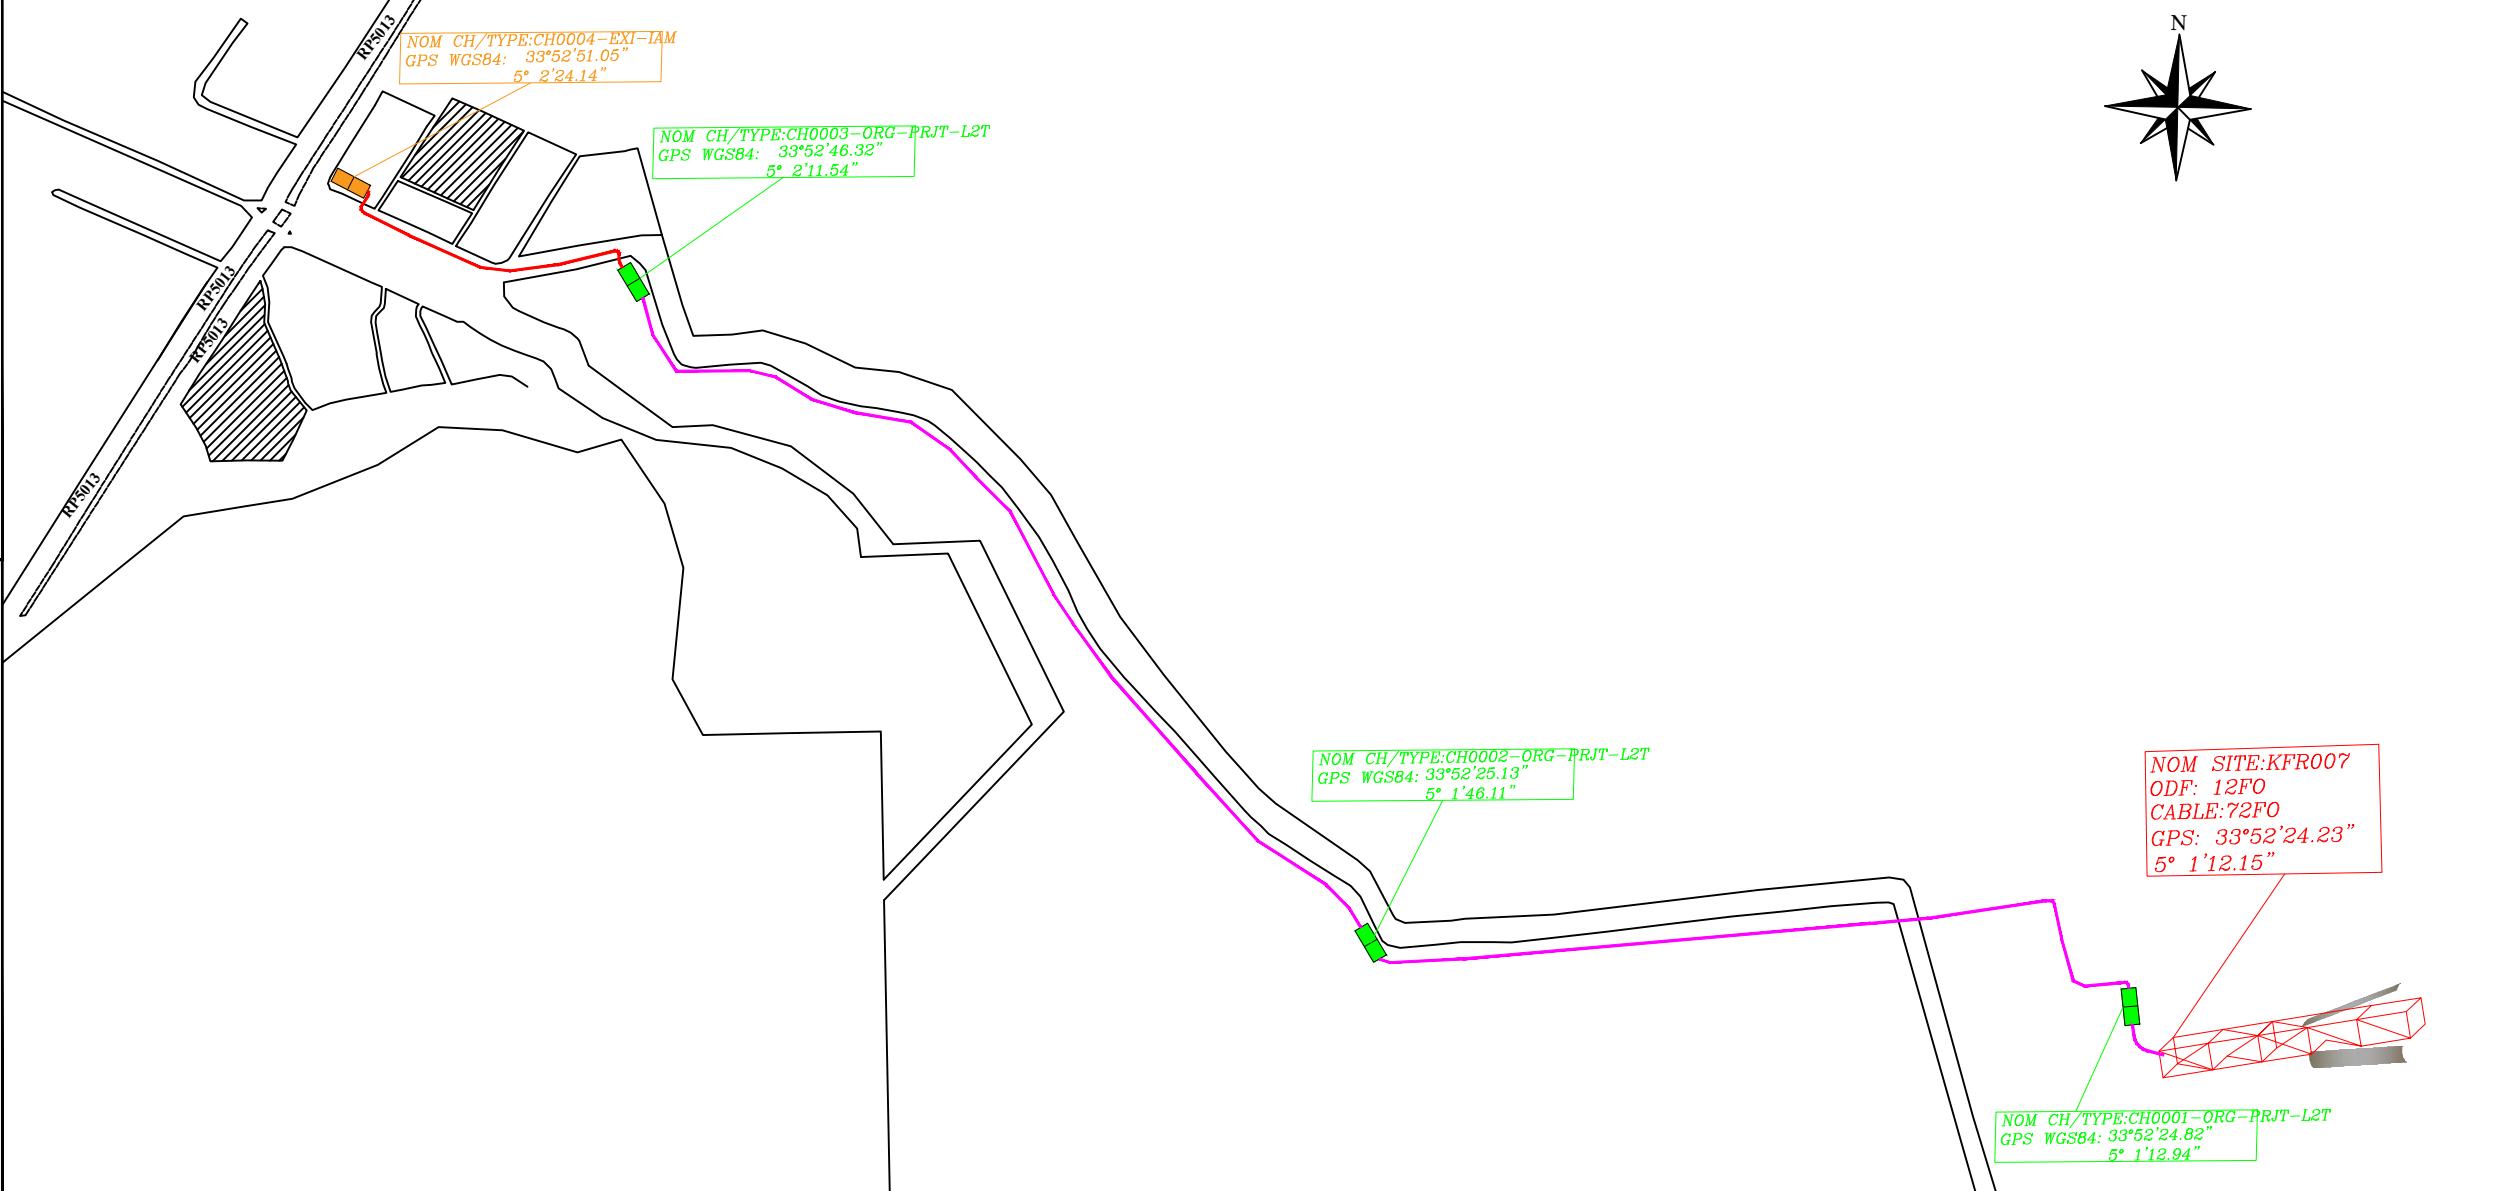 RP5013
N
NOM CH/TYPE:CH0004-EXI-IAM
GPS WGS84: 33°52'51.05"
5° 2'24.14"
NOM CH/TYPE:CH0003-ORG-PRJT-L2T
GPS WGS84: 33°52'46.32"
5° 2'11.54"
RP5013
RP5013
RP5013
NOM CH/TYPE:CH0002-ORG-PRJT-L2T
GPS WGS84: 33°52'25.13"
5° 1'46.11"
NOM SITE:KFR007
ODF: 12FO
CABLE:72FO
GPS: 33°52'24.23"
5° 1'12.15"
NOM CH/TYPE:CH0001-ORG-PRJT-L2T
GPS WGS84: 33°52'24.82"
5° 1'12.94"